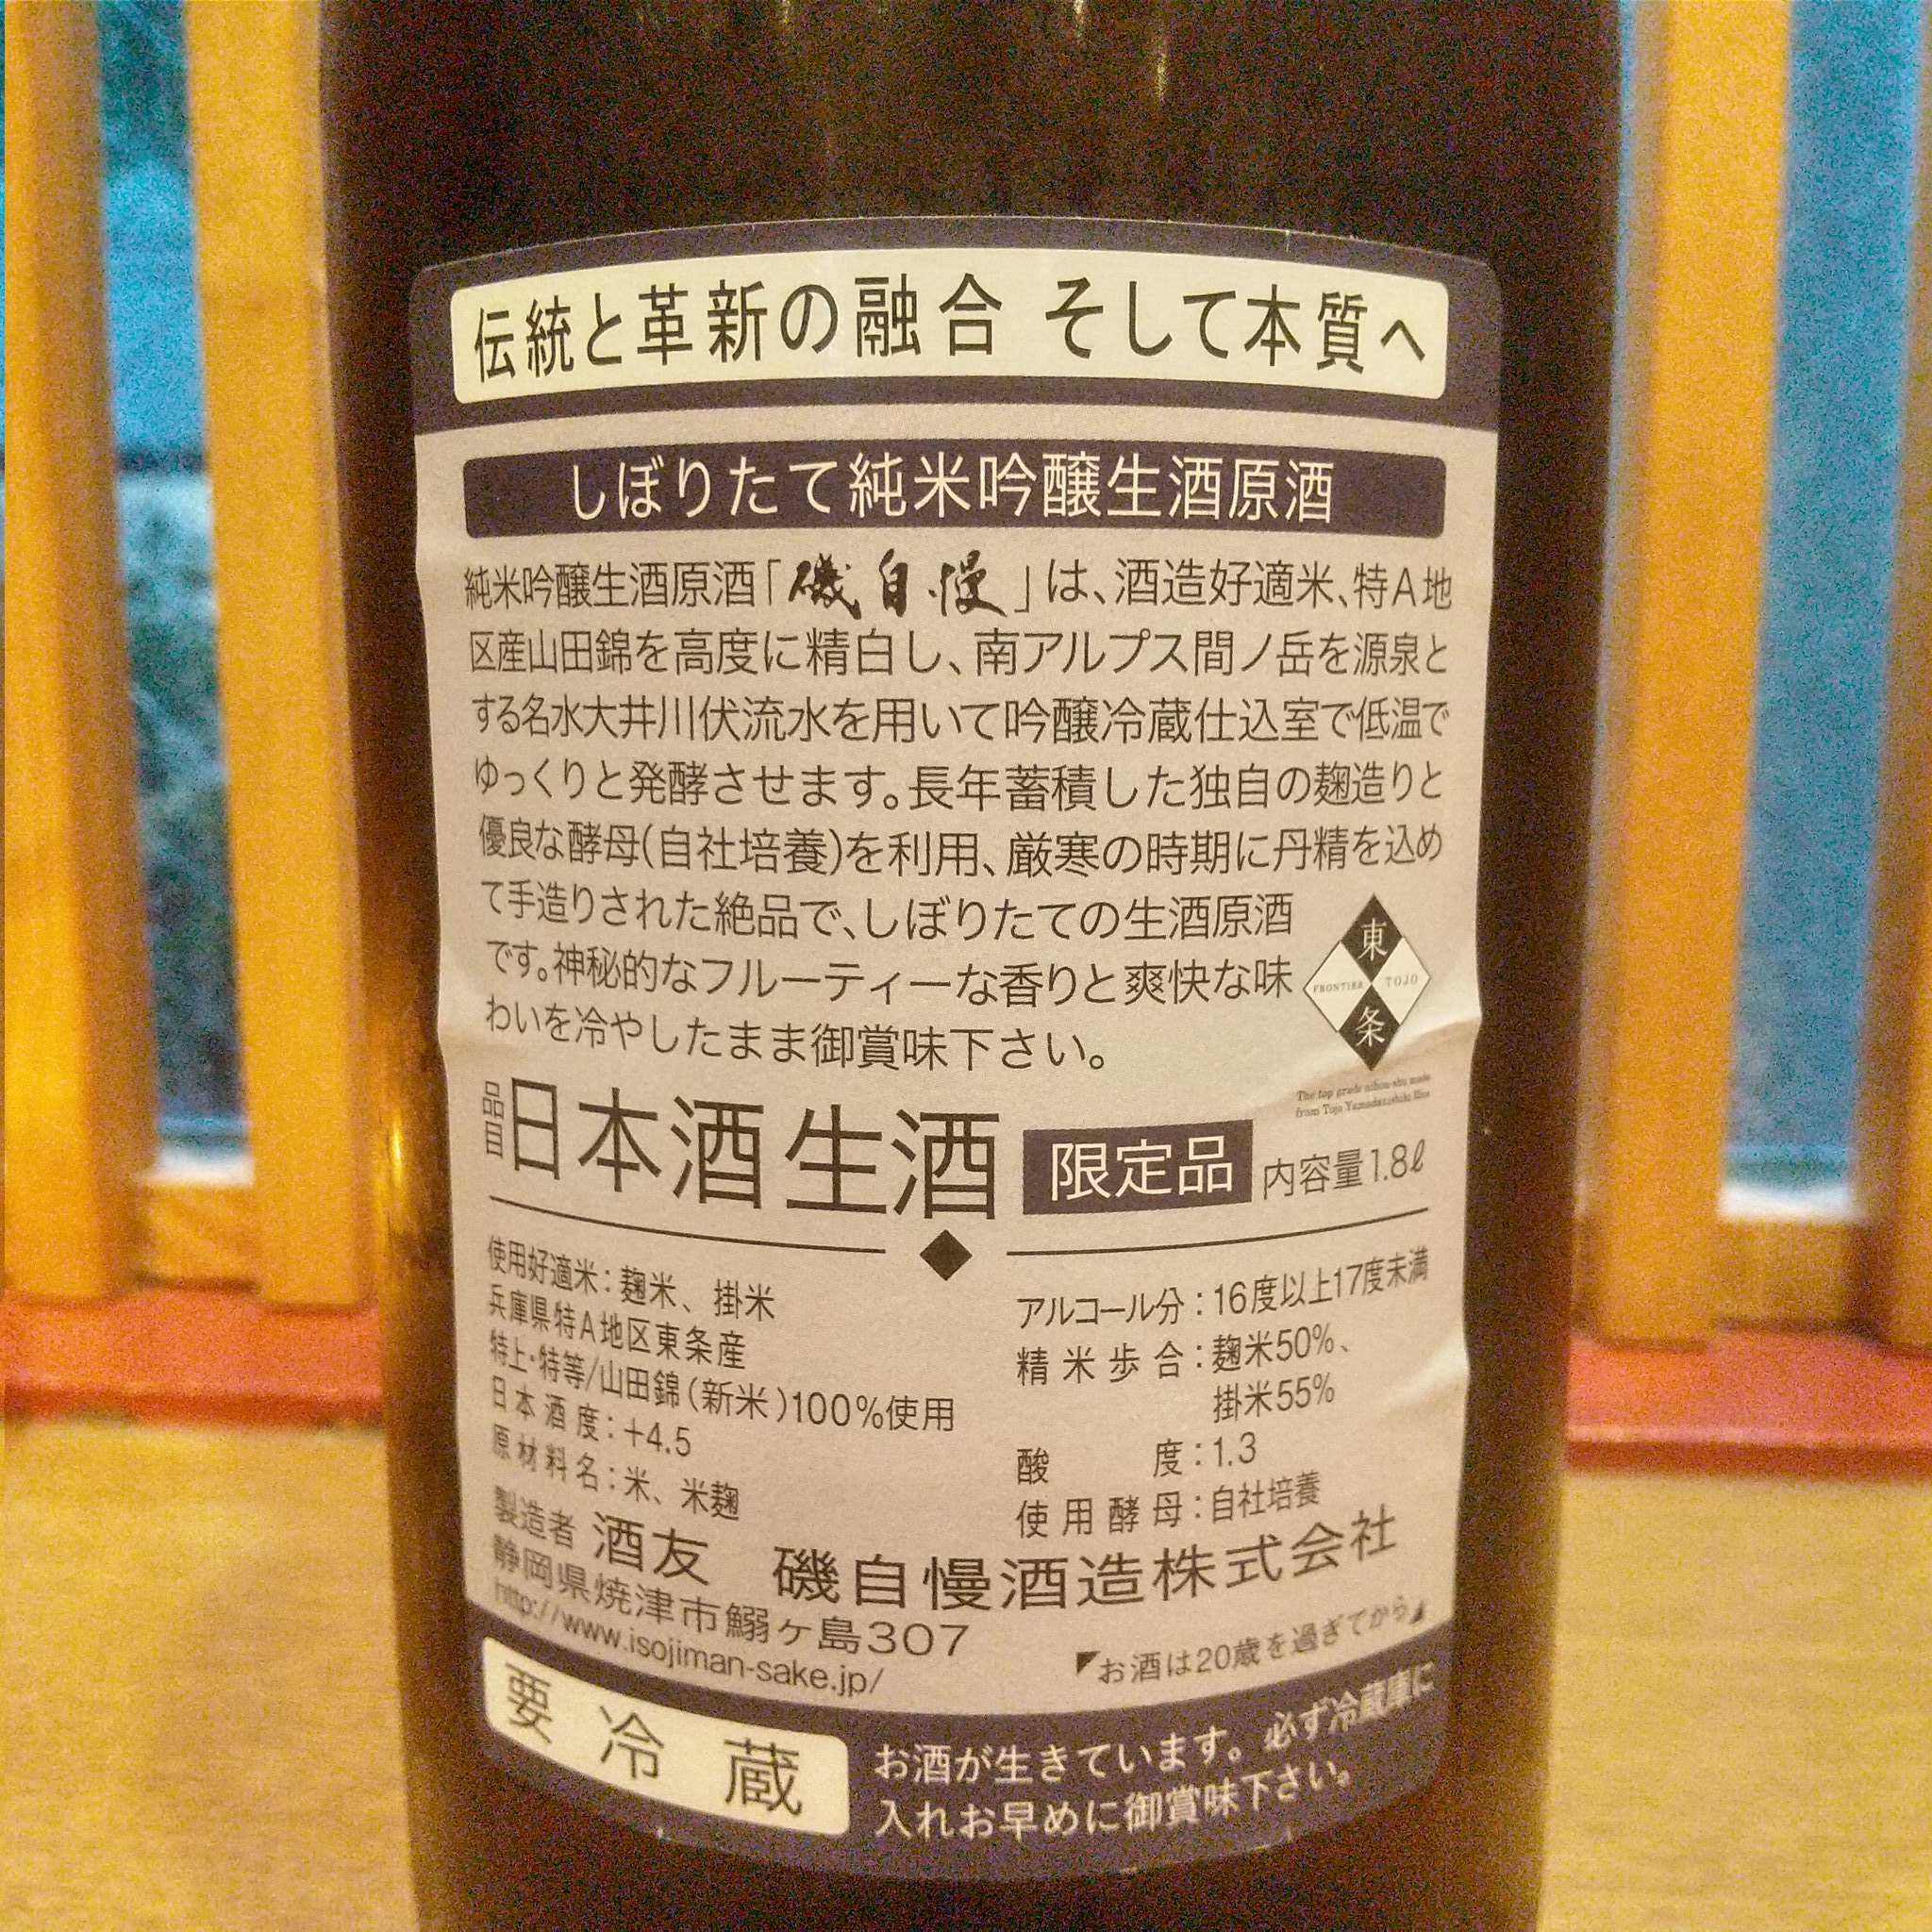 伝統と革新の融合 そして本質へ
しぼりたて純米吟醸生酒原酒
純米吟醸生酒原酒「磯自慢」は、酒造好適米、特A地
区産山田錦を高度に精白し、南アルプス間ノ岳を源泉と
する名水大井川伏流水を用いて吟醸冷蔵仕込室で低温で
ゆっくりと発酵させます。長年蓄積した独自の麹造りと
優良な酵母(自社培養)を利用、厳寒の時期に丹精を込め
て手造りされた絶品で、しぼりたての生酒原酒
です。神秘的なフルーティーな香りと爽快な味
わいを冷やしたまま御賞味下さい。
東
FRONTIER TOJO
条
The top grade nihon-shu made
from Tojo Yamadanishiki Rice
品目 日本酒 生酒 限定品 内容量1.8ℓ
使用好適米：麹米、掛米
兵庫県特A地区東条産
特上・特等/山田錦(新米)100%使用
日本酒度：+4.5
原材料名：米、米麹
アルコール分：16度以上17度未満
精米歩合：麹米50%、
掛米55%
酸度：1.3
使用酵母：自社培養
製造者 酒友 磯自慢酒造株式会社
静岡県焼津市鰯ヶ島307
http://www.isojiman-sake.jp/
お酒は20歳を過ぎてから
要冷蔵
お酒が生きています。必ず冷蔵庫に
入れお早めに御賞味下さい。